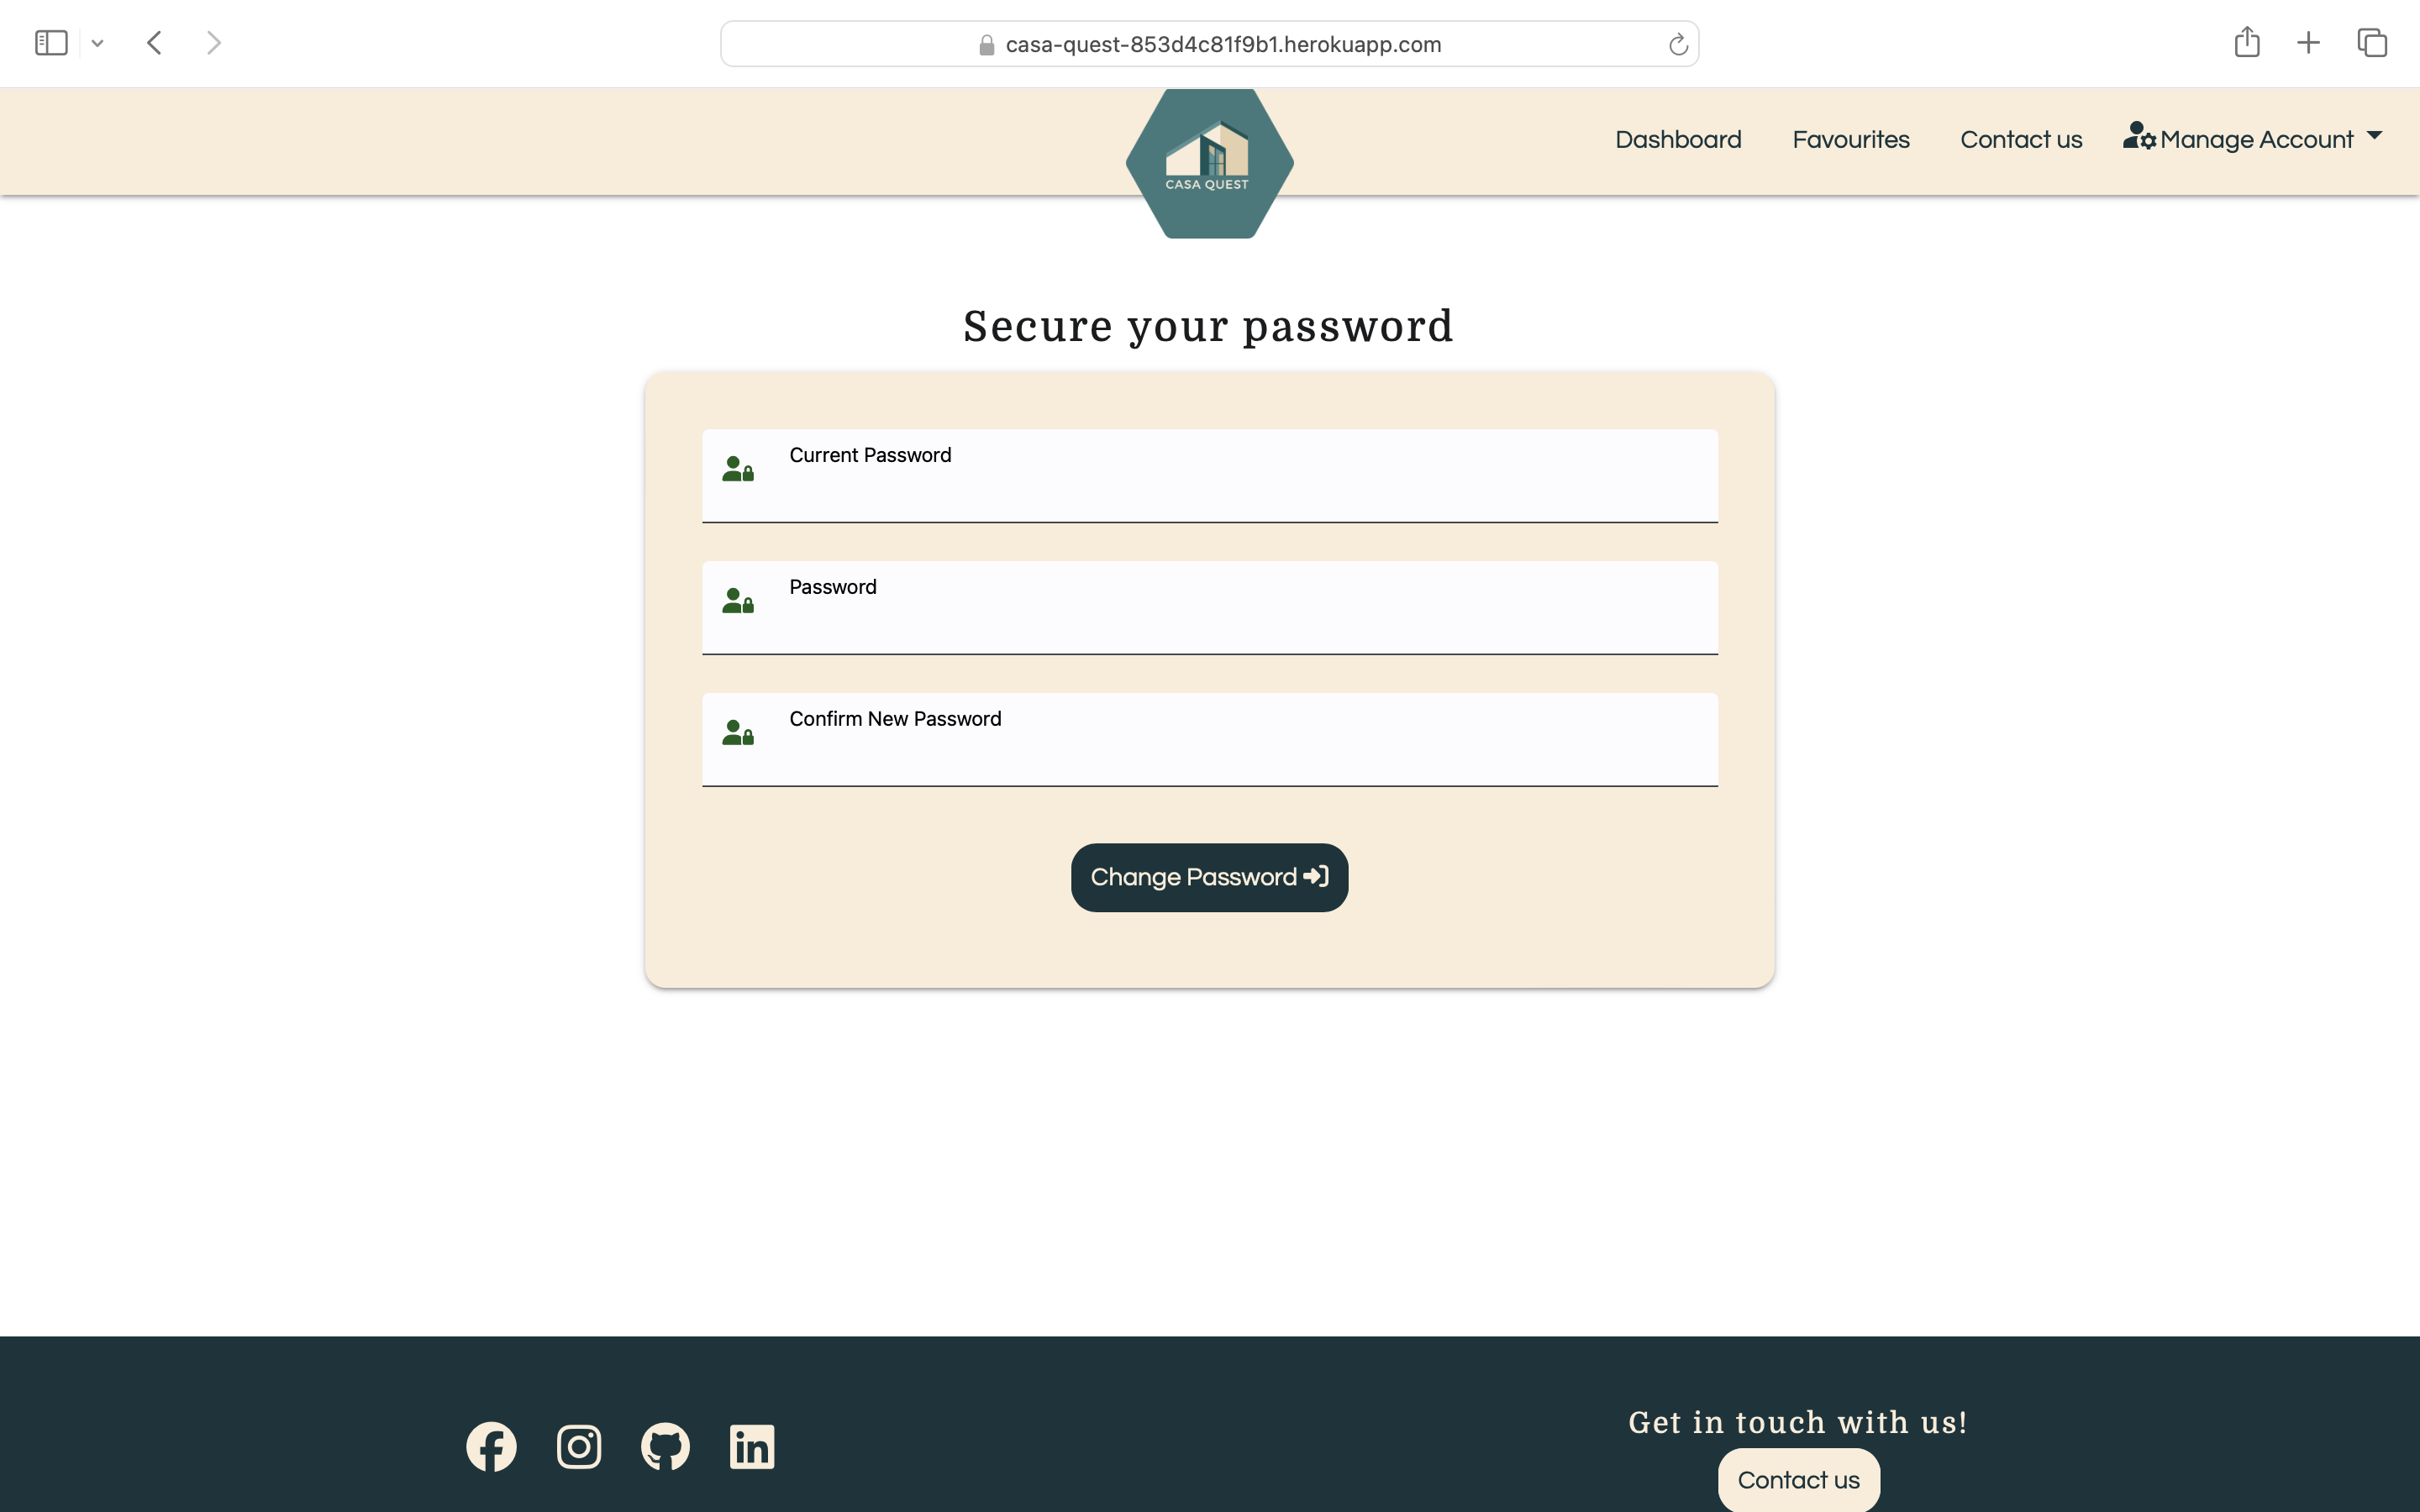 casa-quest-853d4c81f9b1.herokuapp.com
CASA QUEST
Dashboard Favourites Contact us Manage Account
Secure your password
Current Password
Password
Confirm New Password
Change Password
Get in touch with us!
Contact us